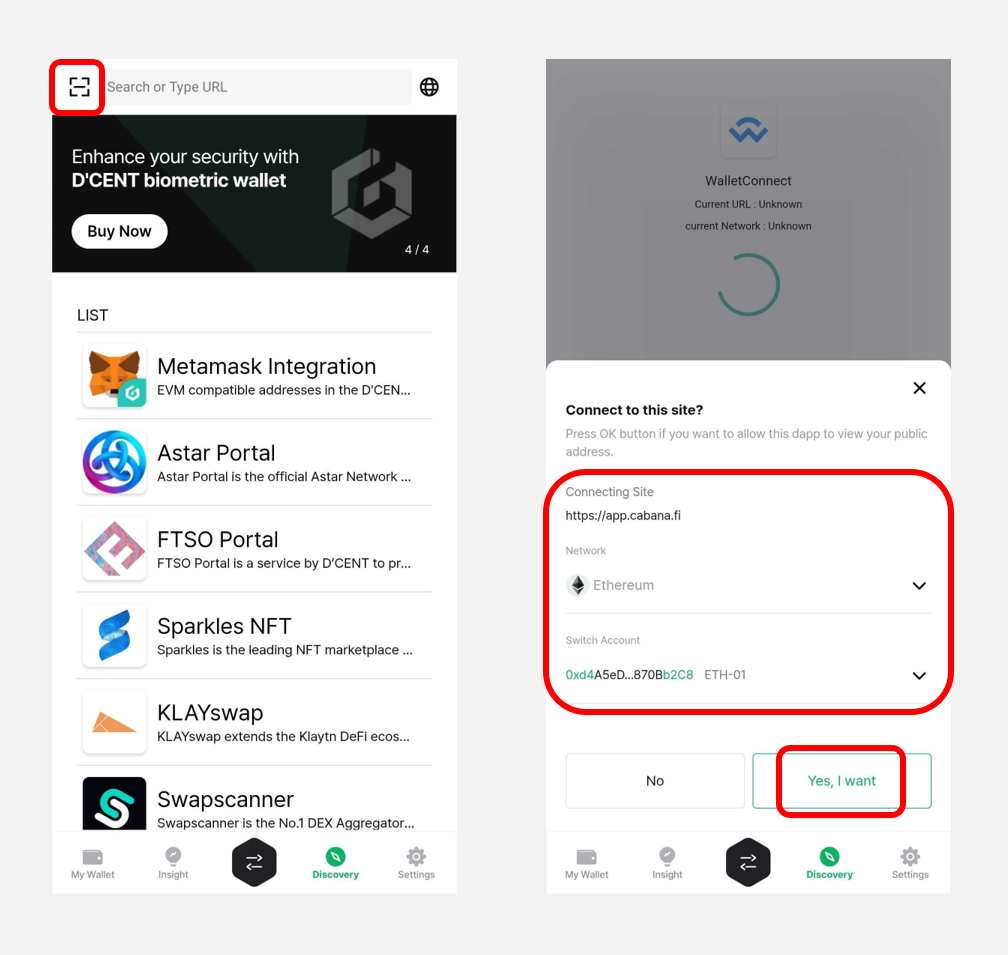 Search or Type URL
Enhance your security with
D'CENT biometric wallet
Buy Now
4 / 4
LIST
Metamask Integration
EVM compatible addresses in the D'CEN...
Astar Portal
Astar Portal is the official Astar Network ...
FTSO Portal
FTSO Portal is a service by D'CENT to pr...
Sparkles NFT
Sparkles is the leading NFT marketplace ...
KLAYswap
KLAYswap extends the Klaytn DeFi ecos...
Swapscanner
Swapscanner is the No.1 DEX Aggregator...
My Wallet
Insight
Discovery
Settings
WalletConnect
Current URL : Unknown
current Network : Unknown
Connect to this site?
Press OK button if you want to allow this dapp to view your public
address.
Connecting Site
https://app.cabana.fi
Network
Ethereum
Switch Account
0xd4A5eD...870Bb2C8 ETH-01
No
Yes, I want
My Wallet
Insight
Discovery
Settings